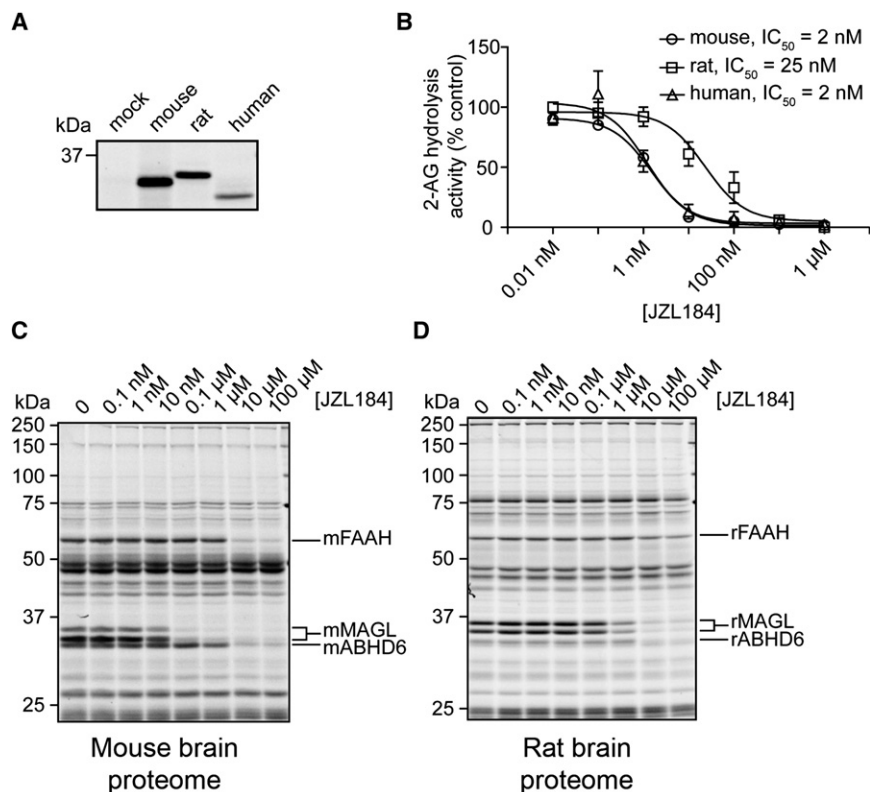 A
mock
mouse
rat
human
kDa
37
B
150
100
50
0
2-AG hydrolysis
activity (% control)
mouse, IC50 = 2 nM
rat, IC50 = 25 nM
human, IC50 = 2 nM
0.01 nM
1 nM
100 nM
1 µM
[JZL184]
C
kDa
0
0.1 nM
1 nM
10 nM
0.1 µM
1 µM
10 µM
100 µM
[JZL184]
250
150
100
75
50
37
25
mFAAH
mMAGL
mABHD6
Mouse brain
proteome
D
kDa
0
0.1 nM
1 nM
10 nM
0.1 µM
1 µM
10 µM
100 µM
[JZL184]
250
150
100
75
50
37
25
rFAAH
rMAGL
rABHD6
Rat brain
proteome